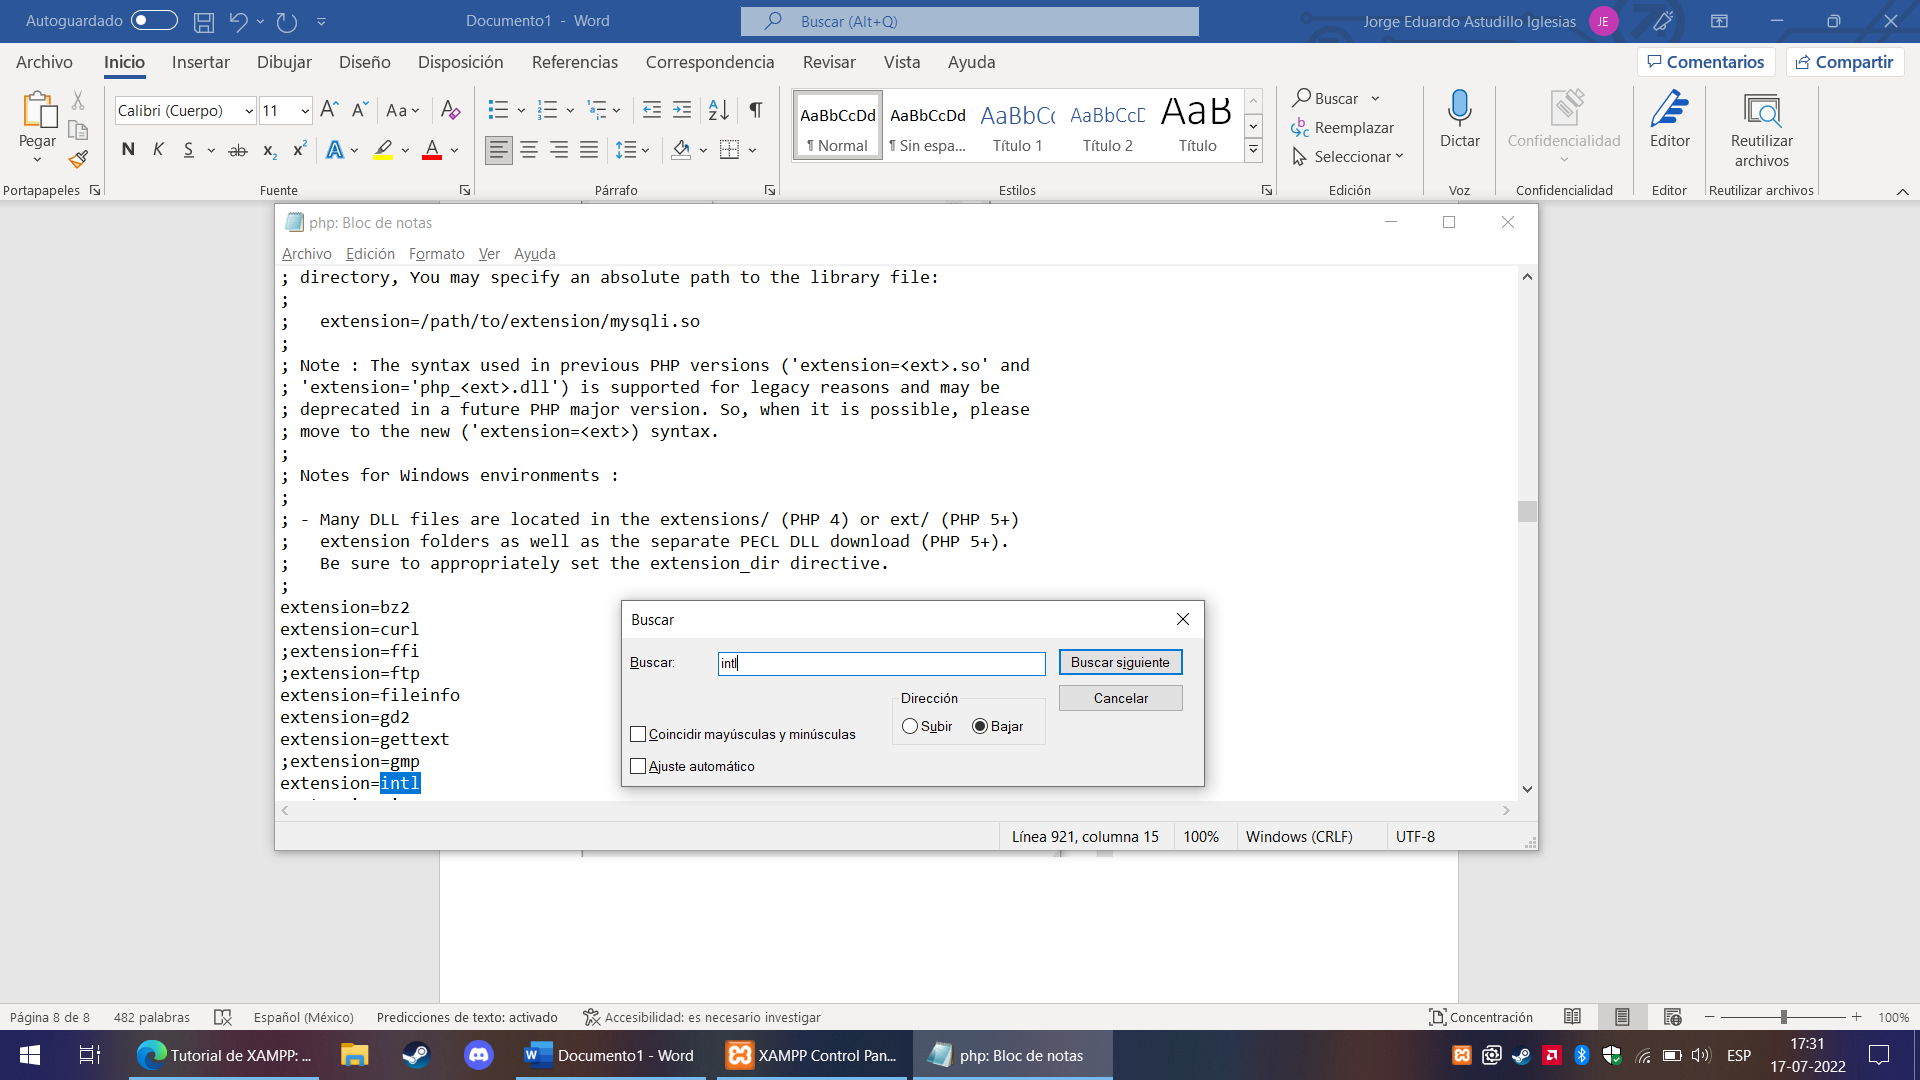 Autoguardado
Documento1 - Word
Buscar (Alt+Q)
Jorge Eduardo Astudillo Iglesias
JE
Archivo Inicio Insertar Dibujar Diseño Disposición Referencias Correspondencia Revisar Vista Ayuda
Comentarios
Compartir
Pegar
Portapapeles
Calibri (Cuerpo)
11
Aa
N K S ab x₂ x² A A
Fuente
Párrafo
AaBbCcDd
¶ Normal
AaBbCcDd
¶ Sin espa...
AaBbCc
Título 1
AaBbCcD
Título 2
AaB
Título
Estilos
Buscar
Reemplazar
Seleccionar
Edición
Dictar
Voz
Confidencialidad
Confidencialidad
Editor
Editor
Reutilizar
archivos
Reutilizar archivos
php: Bloc de notas
Archivo Edición Formato Ver Ayuda
; directory, You may specify an absolute path to the library file:
;
;   extension=/path/to/extension/mysqli.so
;
; Note : The syntax used in previous PHP versions ('extension=<ext>.so' and
; 'extension='php_<ext>.dll') is supported for legacy reasons and may be
; deprecated in a future PHP major version. So, when it is possible, please
; move to the new ('extension=<ext>) syntax.
;
; Notes for Windows environments :
;
; - Many DLL files are located in the extensions/ (PHP 4) or ext/ (PHP 5+)
;   extension folders as well as the separate PECL DLL download (PHP 5+).
;   Be sure to appropriately set the extension_dir directive.
;
extension=bz2
extension=curl
;extension=ffi
;extension=ftp
extension=fileinfo
extension=gd2
extension=gettext
;extension=gmp
extension=intl
Buscar
Buscar:
intl
Buscar siguiente
Cancelar
Dirección
Subir
Bajar
Coincidir mayúsculas y minúsculas
Ajuste automático
Línea 921, columna 15
100%
Windows (CRLF)
UTF-8
Página 8 de 8
482 palabras
Español (México)
Predicciones de texto: activado
Accesibilidad: es necesario investigar
Concentración
100%
Tutorial de XAMPP: ...
Documento1 - Word
XAMPP Control Pan...
php: Bloc de notas
ESP
17:31
17-07-2022